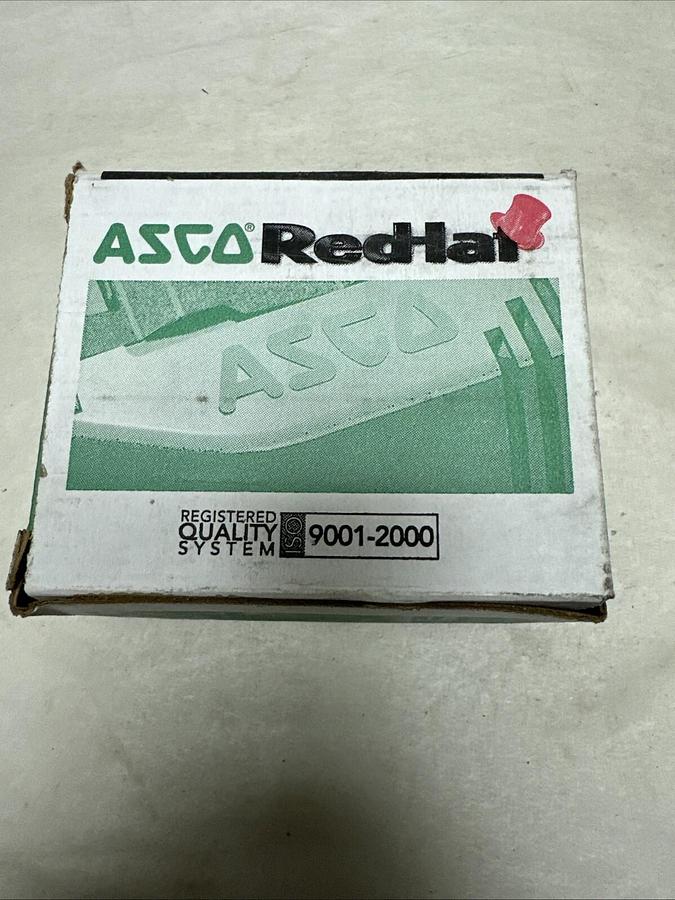 ASCO® RedHat
ASCO
REGISTERED
QUALITY
SYSTEM
ISO 9001-2000